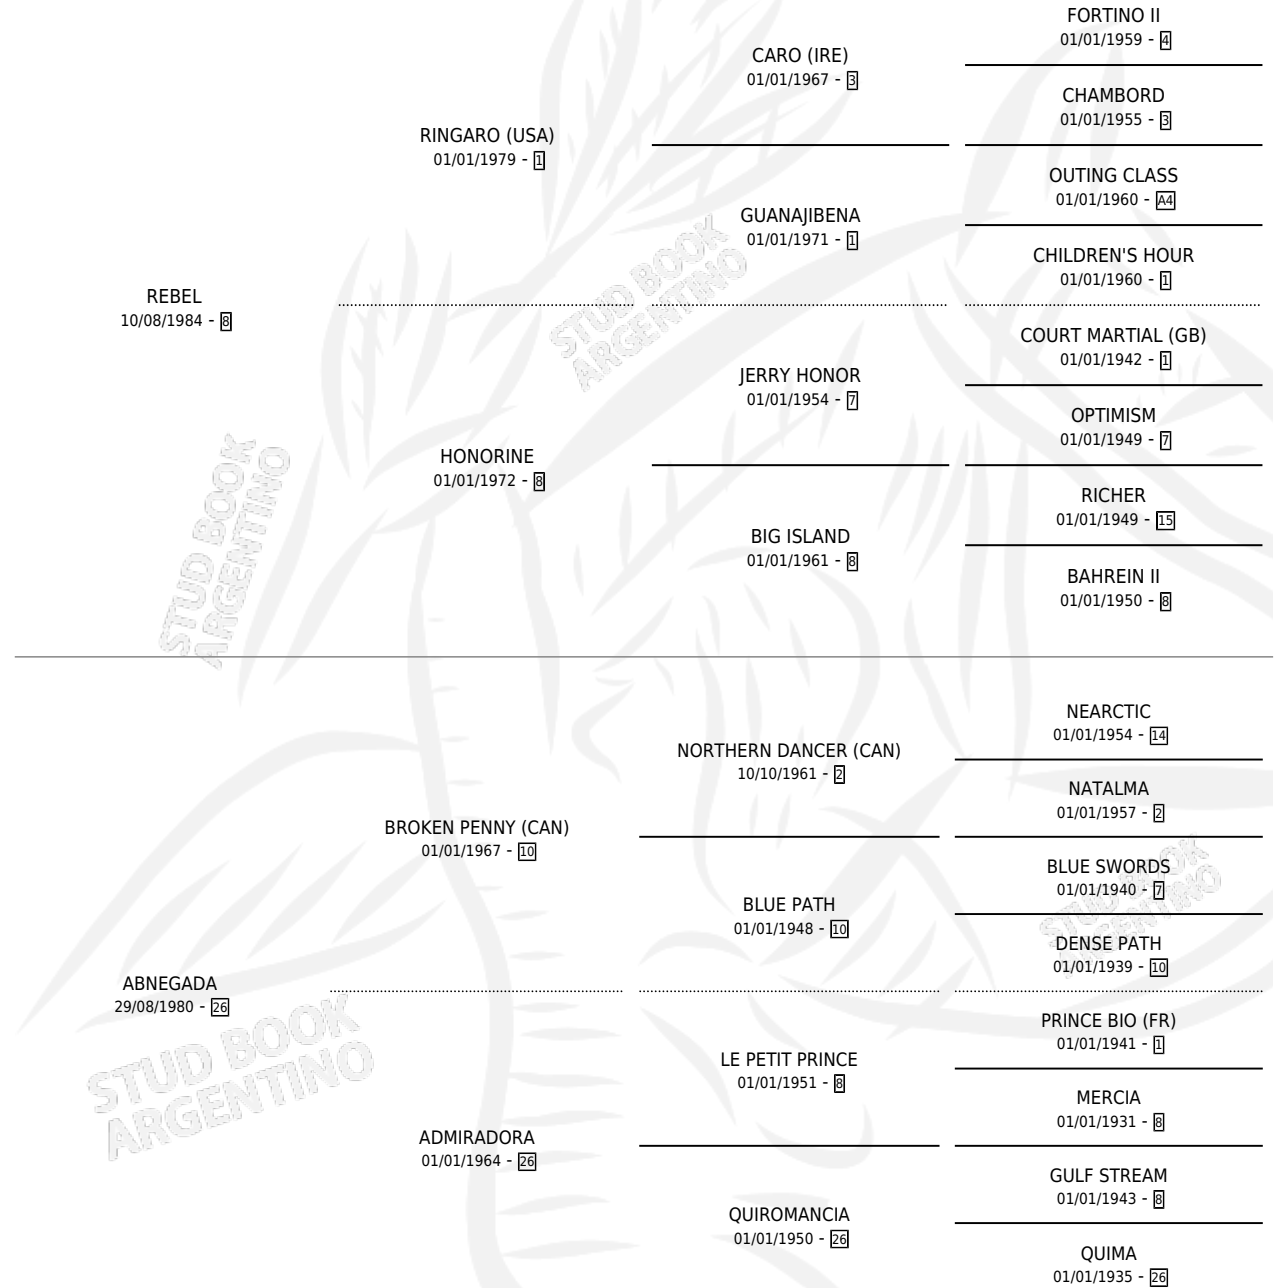 FORTINO II
01/01/1959 - 4
CARO (IRE)
01/01/1967 - 3
CHAMBORD
01/01/1955 - 3
RINGARO (USA)
01/01/1979 - 1
OUTING CLASS
01/01/1960 - A4
GUANAJIBENA
01/01/1971 - 1
CHILDREN'S HOUR
01/01/1960 - 1
REBEL
10/08/1984 - 8
COURT MARTIAL (GB)
01/01/1942 - 1
JERRY HONOR
01/01/1954 - 7
OPTIMISM
01/01/1949 - 7
HONORINE
01/01/1972 - 8
RICHER
01/01/1949 - 15
BIG ISLAND
01/01/1961 - 8
BAHREIN II
01/01/1950 - 8
NEARCTIC
01/01/1954 - 14
NORTHERN DANCER (CAN)
10/10/1961 - 2
NATALMA
01/01/1957 - 2
BROKEN PENNY (CAN)
01/01/1967 - 10
BLUE SWORDS
01/01/1940 - 7
BLUE PATH
01/01/1948 - 10
DENSE PATH
01/01/1939 - 10
ABNEGADA
29/08/1980 - 26
PRINCE BIO (FR)
01/01/1941 - 1
LE PETIT PRINCE
01/01/1951 - 8
MERCIA
01/01/1931 - 8
ADMIRADORA
01/01/1964 - 26
GULF STREAM
01/01/1943 - 8
QUIROMANCIA
01/01/1950 - 26
QUIMA
01/01/1935 - 26
STUD BOOK
ARGENTINO
STUD BOOK
ARGENTINO
STUD BOOK
ARGENTINO
STUD BOOK
ARGENTINO